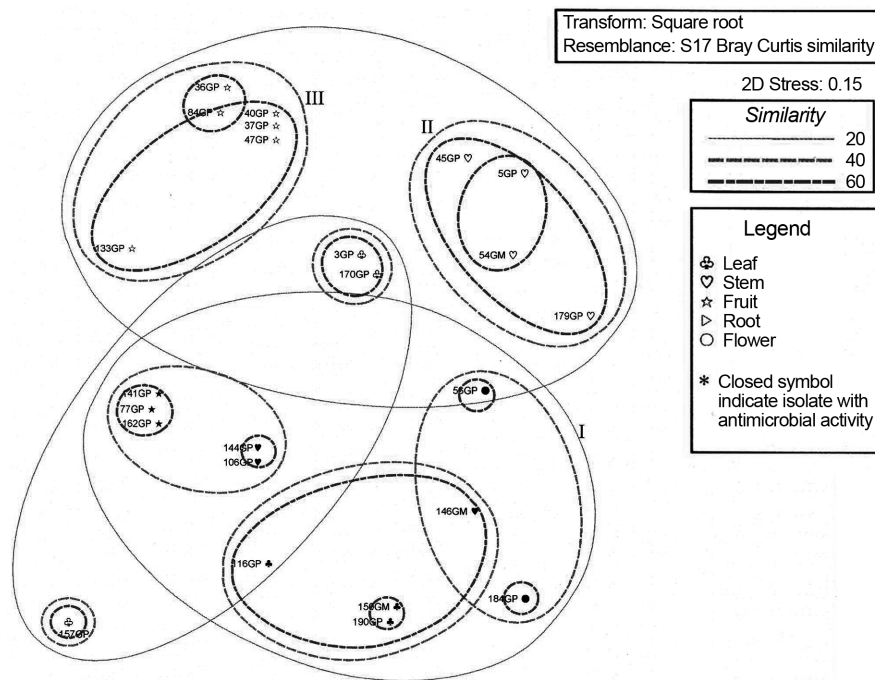 Transform: Square root
Resemblance: S17 Bray Curtis similarity
2D Stress: 0.15
Similarity
20
40
60
Legend
Leaf
Stem
Fruit
Root
Flower
* Closed symbol
indicate isolate with
antimicrobial activity
III
36GP
84GP
40GP
37GP
47GP
133GP
II
45GP
5GP
54GM
179GP
3GP
170GP
I
55GP
141GP
77GP
162GP
144GP
106GP
146GM
116GP
184GP
150GM
190GP
157GP